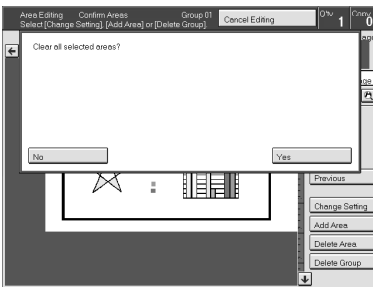 Area Editing Confirm Areas Group 01
Select [Change Setting], [Add Area] or [Delete Group].
Cancel Editing
1
0
Clear all selected areas?
No
Yes
Previous
Change Setting
Add Area
Delete Area
Delete Group